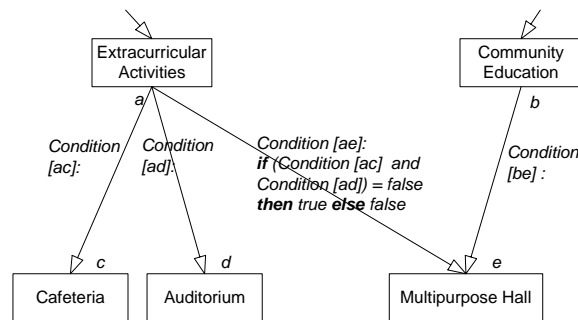 Extracurricular
Activities
Community
Education
a
b
Condition
[ac]:
Condition
[ad]:
Condition [ae]:
if (Condition [ac] and
Condition [ad]) = false
then true else false
Condition
[be] :
c
d
e
Cafeteria
Auditorium
Multipurpose Hall